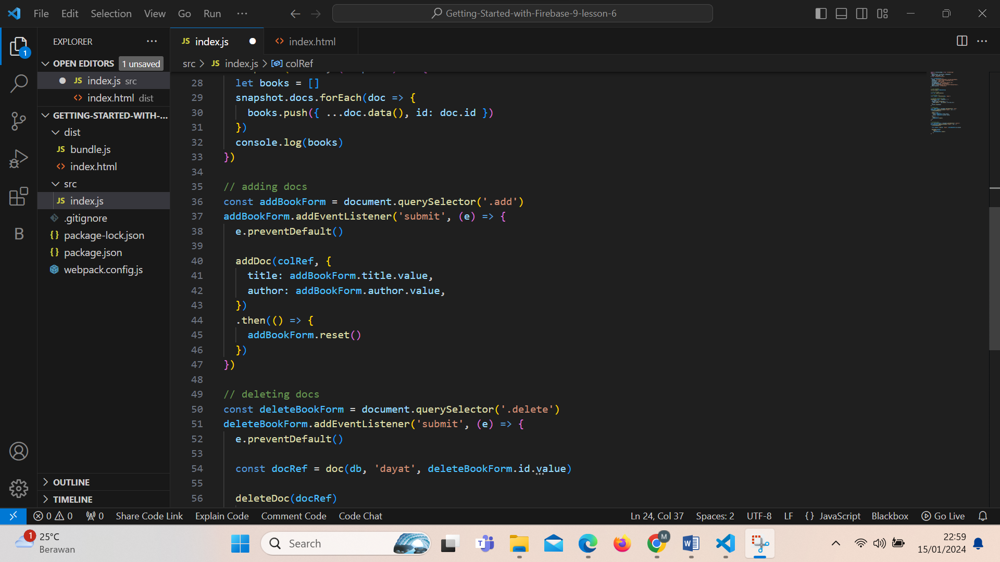 File Edit Selection View Go Run ···
Getting-Started-with-Firebase-9-lesson-6
EXPLORER ···
1
OPEN EDITORS 1 unsaved
JS index.js src
<> index.html dist
GETTING-STARTED-WITH-...
dist
JS bundle.js
<> index.html
src
JS index.js
.gitignore
{} package-lock.json
{} package.json
webpack.config.js
B
OUTLINE
TIMELINE
JS index.js
<> index.html
src > JS index.js > colRef
28 let books = []
29 snapshot.docs.forEach(doc => {
30 books.push({ ...doc.data(), id: doc.id })
31 })
32 console.log(books)
33 })
34
35 // adding docs
36 const addBookForm = document.querySelector('.add')
37 addBookForm.addEventListener('submit', (e) => {
38 e.preventDefault()
39
40 addDoc(colRef, {
41 title: addBookForm.title.value,
42 author: addBookForm.author.value,
43 })
44 .then(() => {
45 addBookForm.reset()
46 })
47 })
48
49 // deleting docs
50 const deleteBookForm = document.querySelector('.delete')
51 deleteBookForm.addEventListener('submit', (e) => {
52 e.preventDefault()
53
54 const docRef = doc(db, 'dayat', deleteBookForm.id.value)
55
56 deleteDoc(docRef)
0 0 0 Share Code Link Explain Code Comment Code Code Chat Ln 24, Col 37 Spaces: 2 UTF-8 LF {} JavaScript Blackbox Go Live
1
25°C
Berawan
Search
T
M
W
22:59
15/01/2024